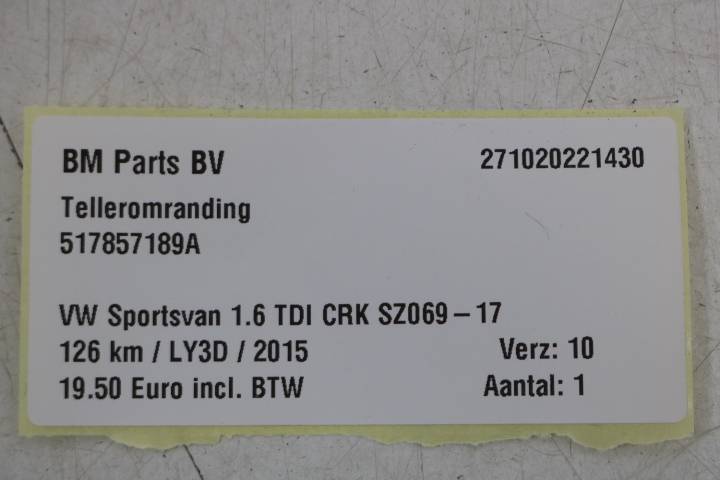 BM Parts BV 271020221430
Telleromranding
517857189A
VW Sportsvan 1.6 TDI CRK SZ069 – 17
126 km / LY3D / 2015 Verz: 10
19.50 Euro incl. BTW Aantal: 1